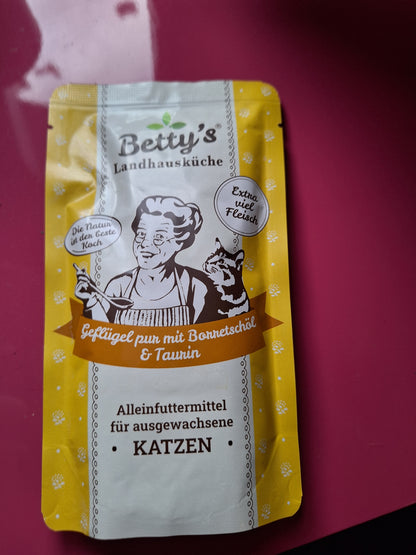 Betty's®
Landhausküche
Extra
viel
Fleisch
Die Natur
ist der beste
Koch
Geflügel pur mit Borretschöl
& Taurin
Alleinfuttermittel
für ausgewachsene
• KATZEN •